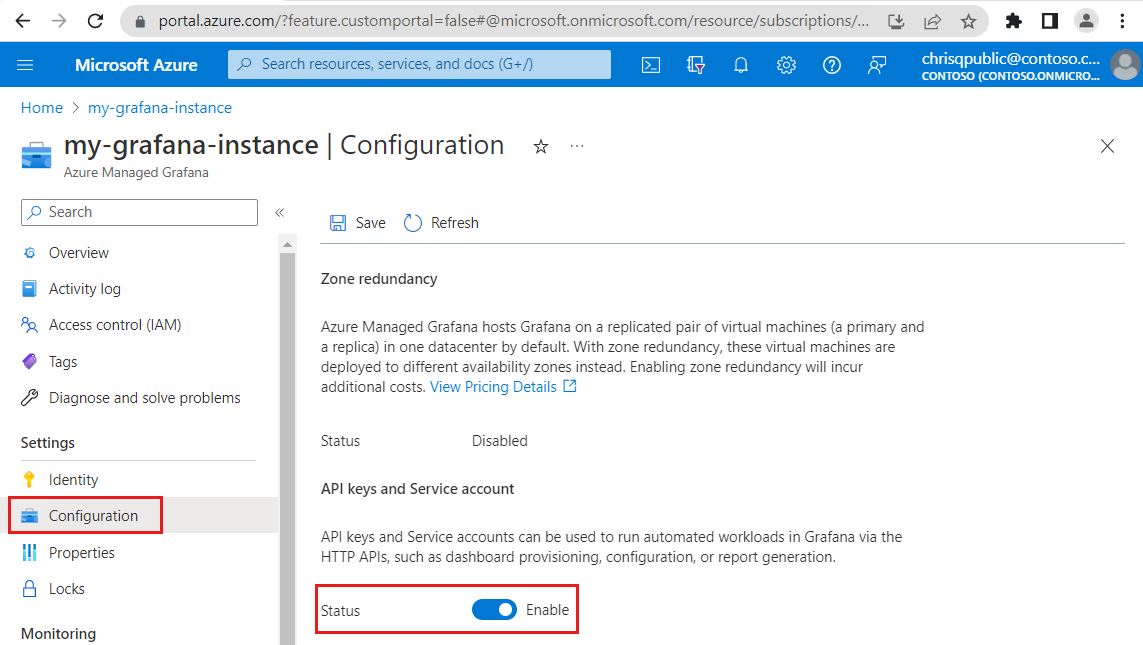 portal.azure.com/?feature.customportal=false#@microsoft.onmicrosoft.com/resource/subscriptions/...
Microsoft Azure
Search resources, services, and docs (G+/)
chrisqpublic@contoso.c...
CONTOSO (CONTOSO.ONMICRO...
Home > my-grafana-instance
my-grafana-instance | Configuration
Azure Managed Grafana
Search
Save
Refresh
Overview
Activity log
Access control (IAM)
Tags
Diagnose and solve problems
Settings
Identity
Configuration
Properties
Locks
Monitoring
Zone redundancy
Azure Managed Grafana hosts Grafana on a replicated pair of virtual machines (a primary and
a replica) in one datacenter by default. With zone redundancy, these virtual machines are
deployed to different availability zones instead. Enabling zone redundancy will incur
additional costs. View Pricing Details
Status Disabled
API keys and Service account
API keys and Service accounts can be used to run automated workloads in Grafana via the
HTTP APIs, such as dashboard provisioning, configuration, or report generation.
Status Enable